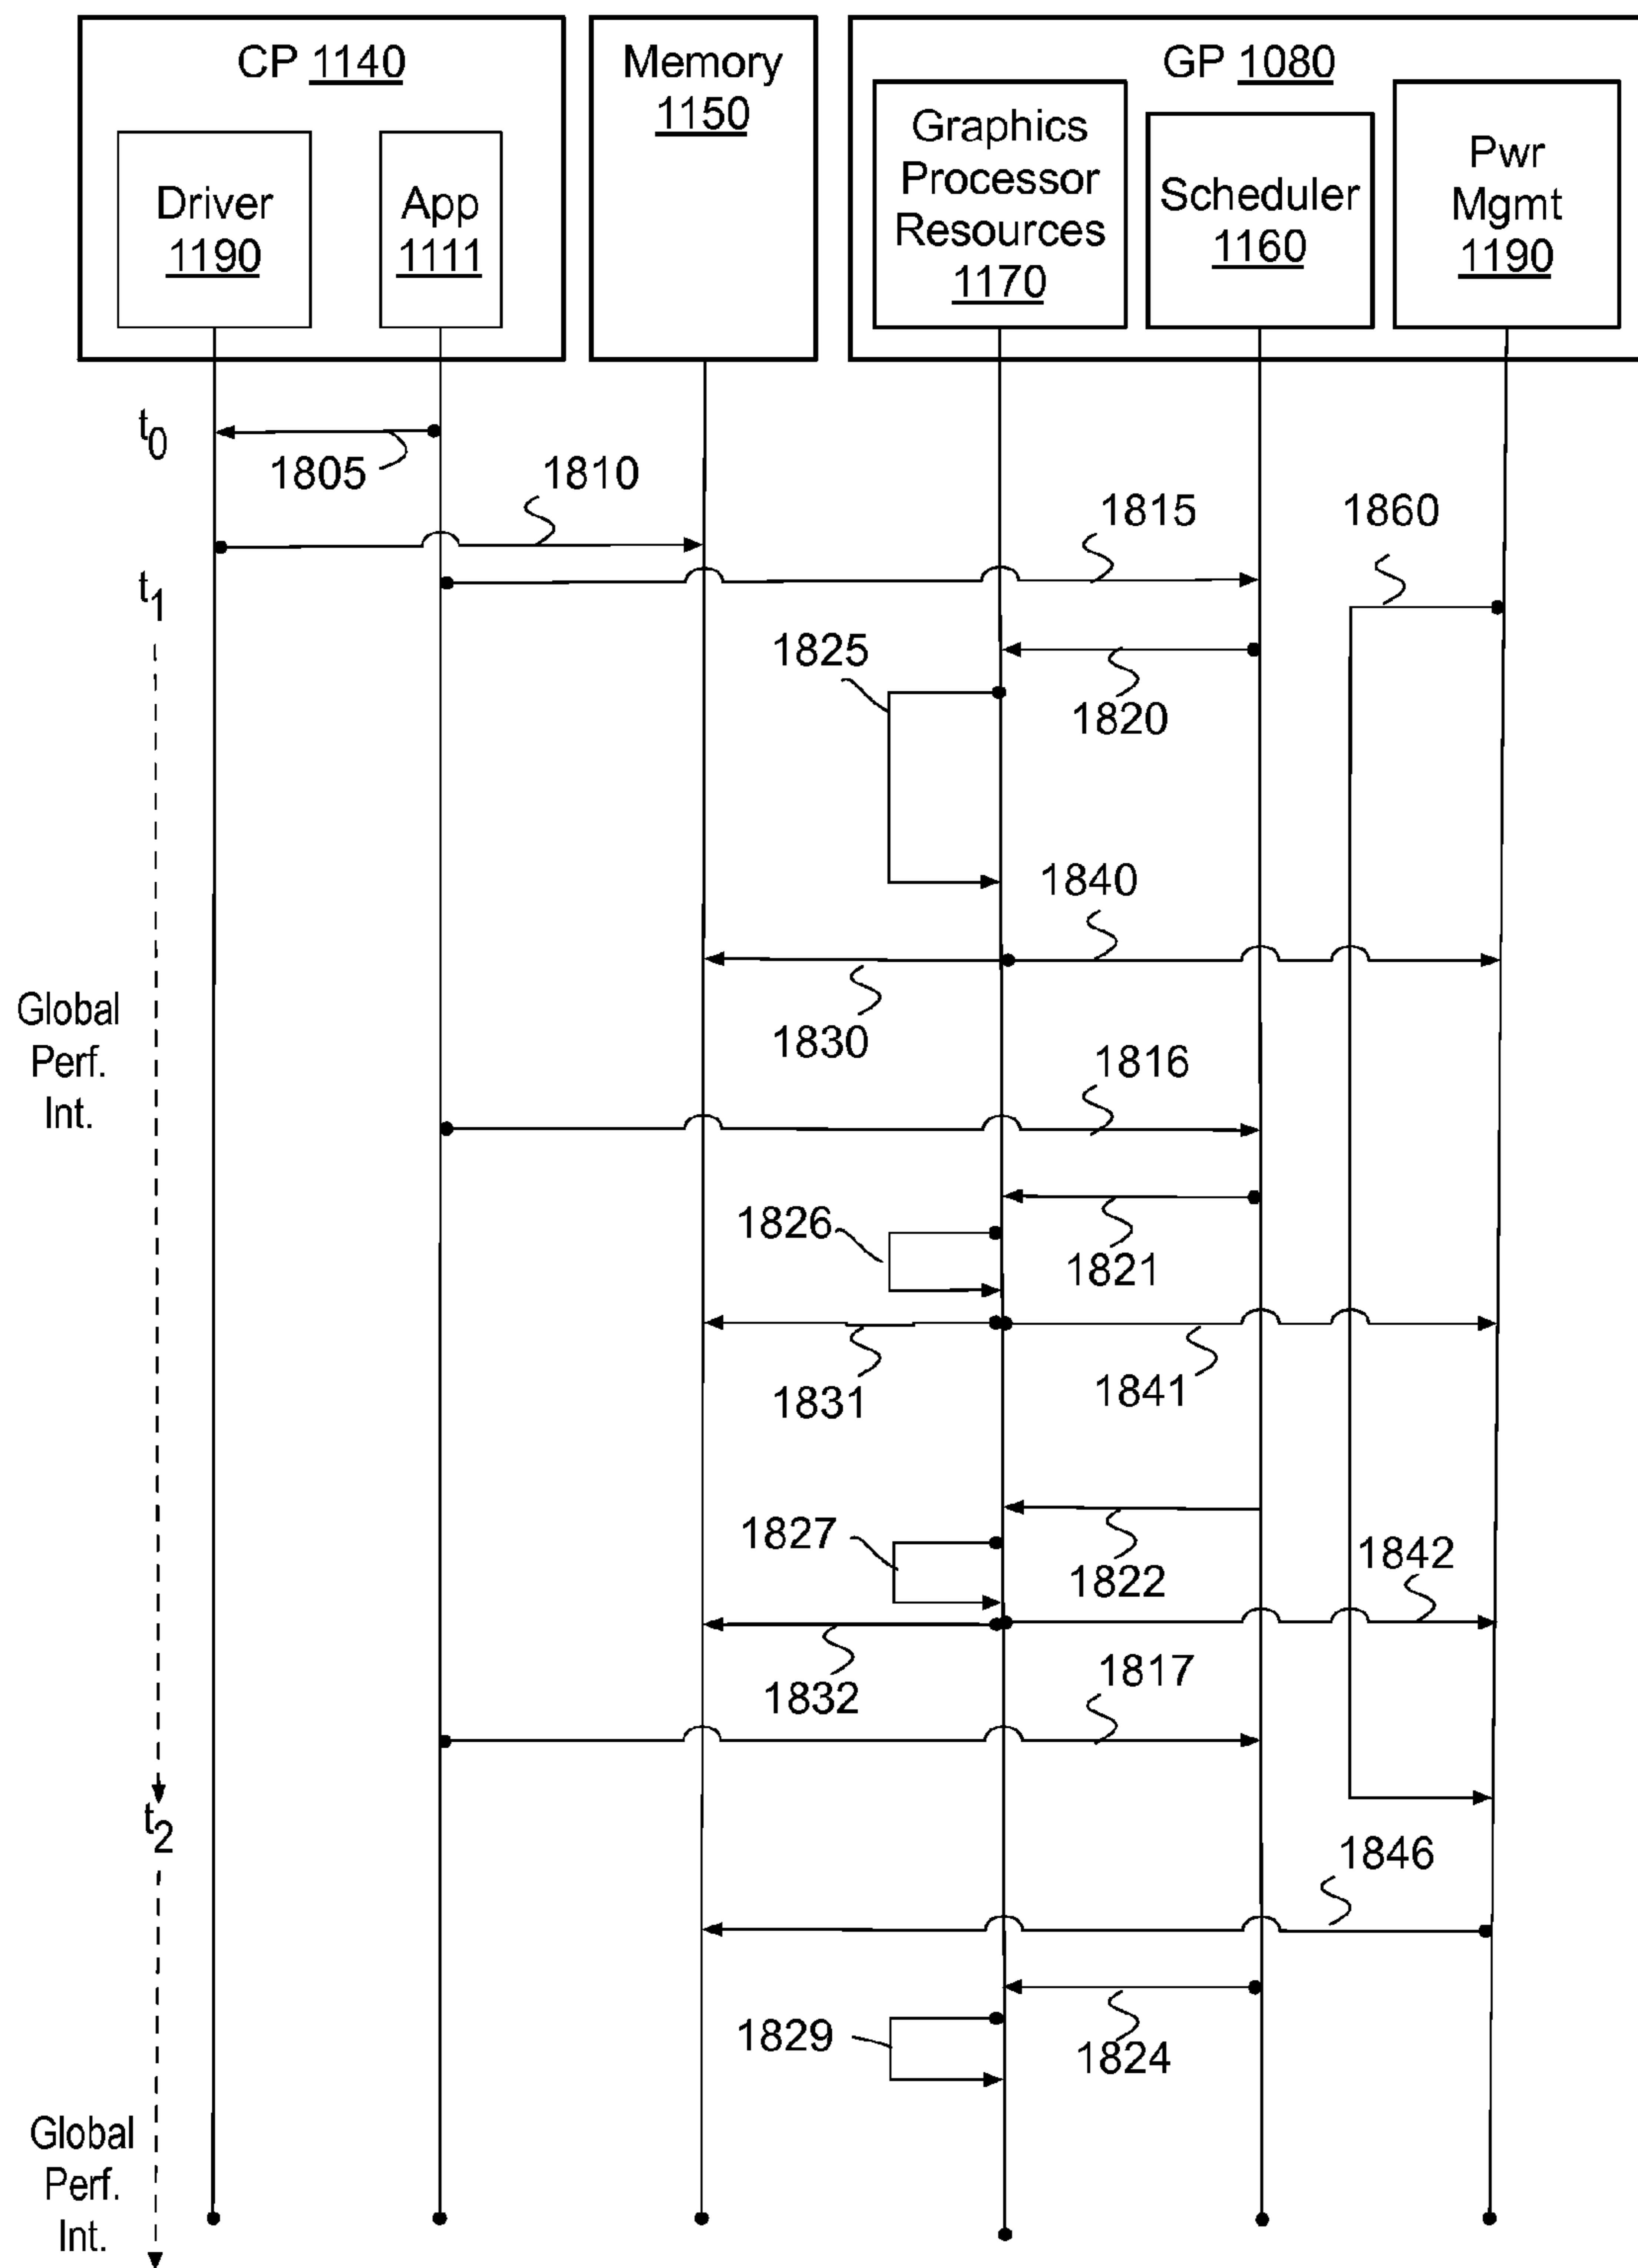 CP 1140
Driver
1190
App
1111
Memory
1150
GP 1080
Graphics
Processor
Resources
1170
Scheduler
1160
Pwr
Mgmt
1190
t0
1805
1810
1815
1860
t1
1825
1820
1840
1830
Global
Perf.
Int.
1816
1826
1821
1831
1841
1827
1822
1842
1832
1817
t2
1846
1829
1824
Global
Perf.
Int.